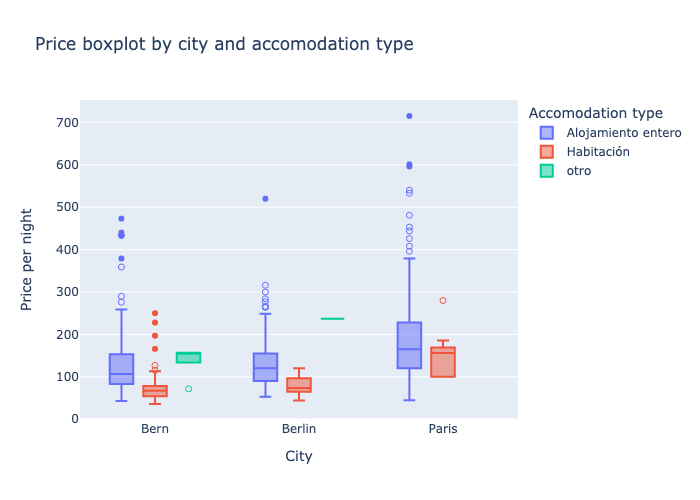 Price boxplot by city and accomodation type
Accomodation type
Alojamiento entero
Habitación
otro
Price per night
700
600
500
400
300
200
100
0
Bern
Berlin
Paris
City